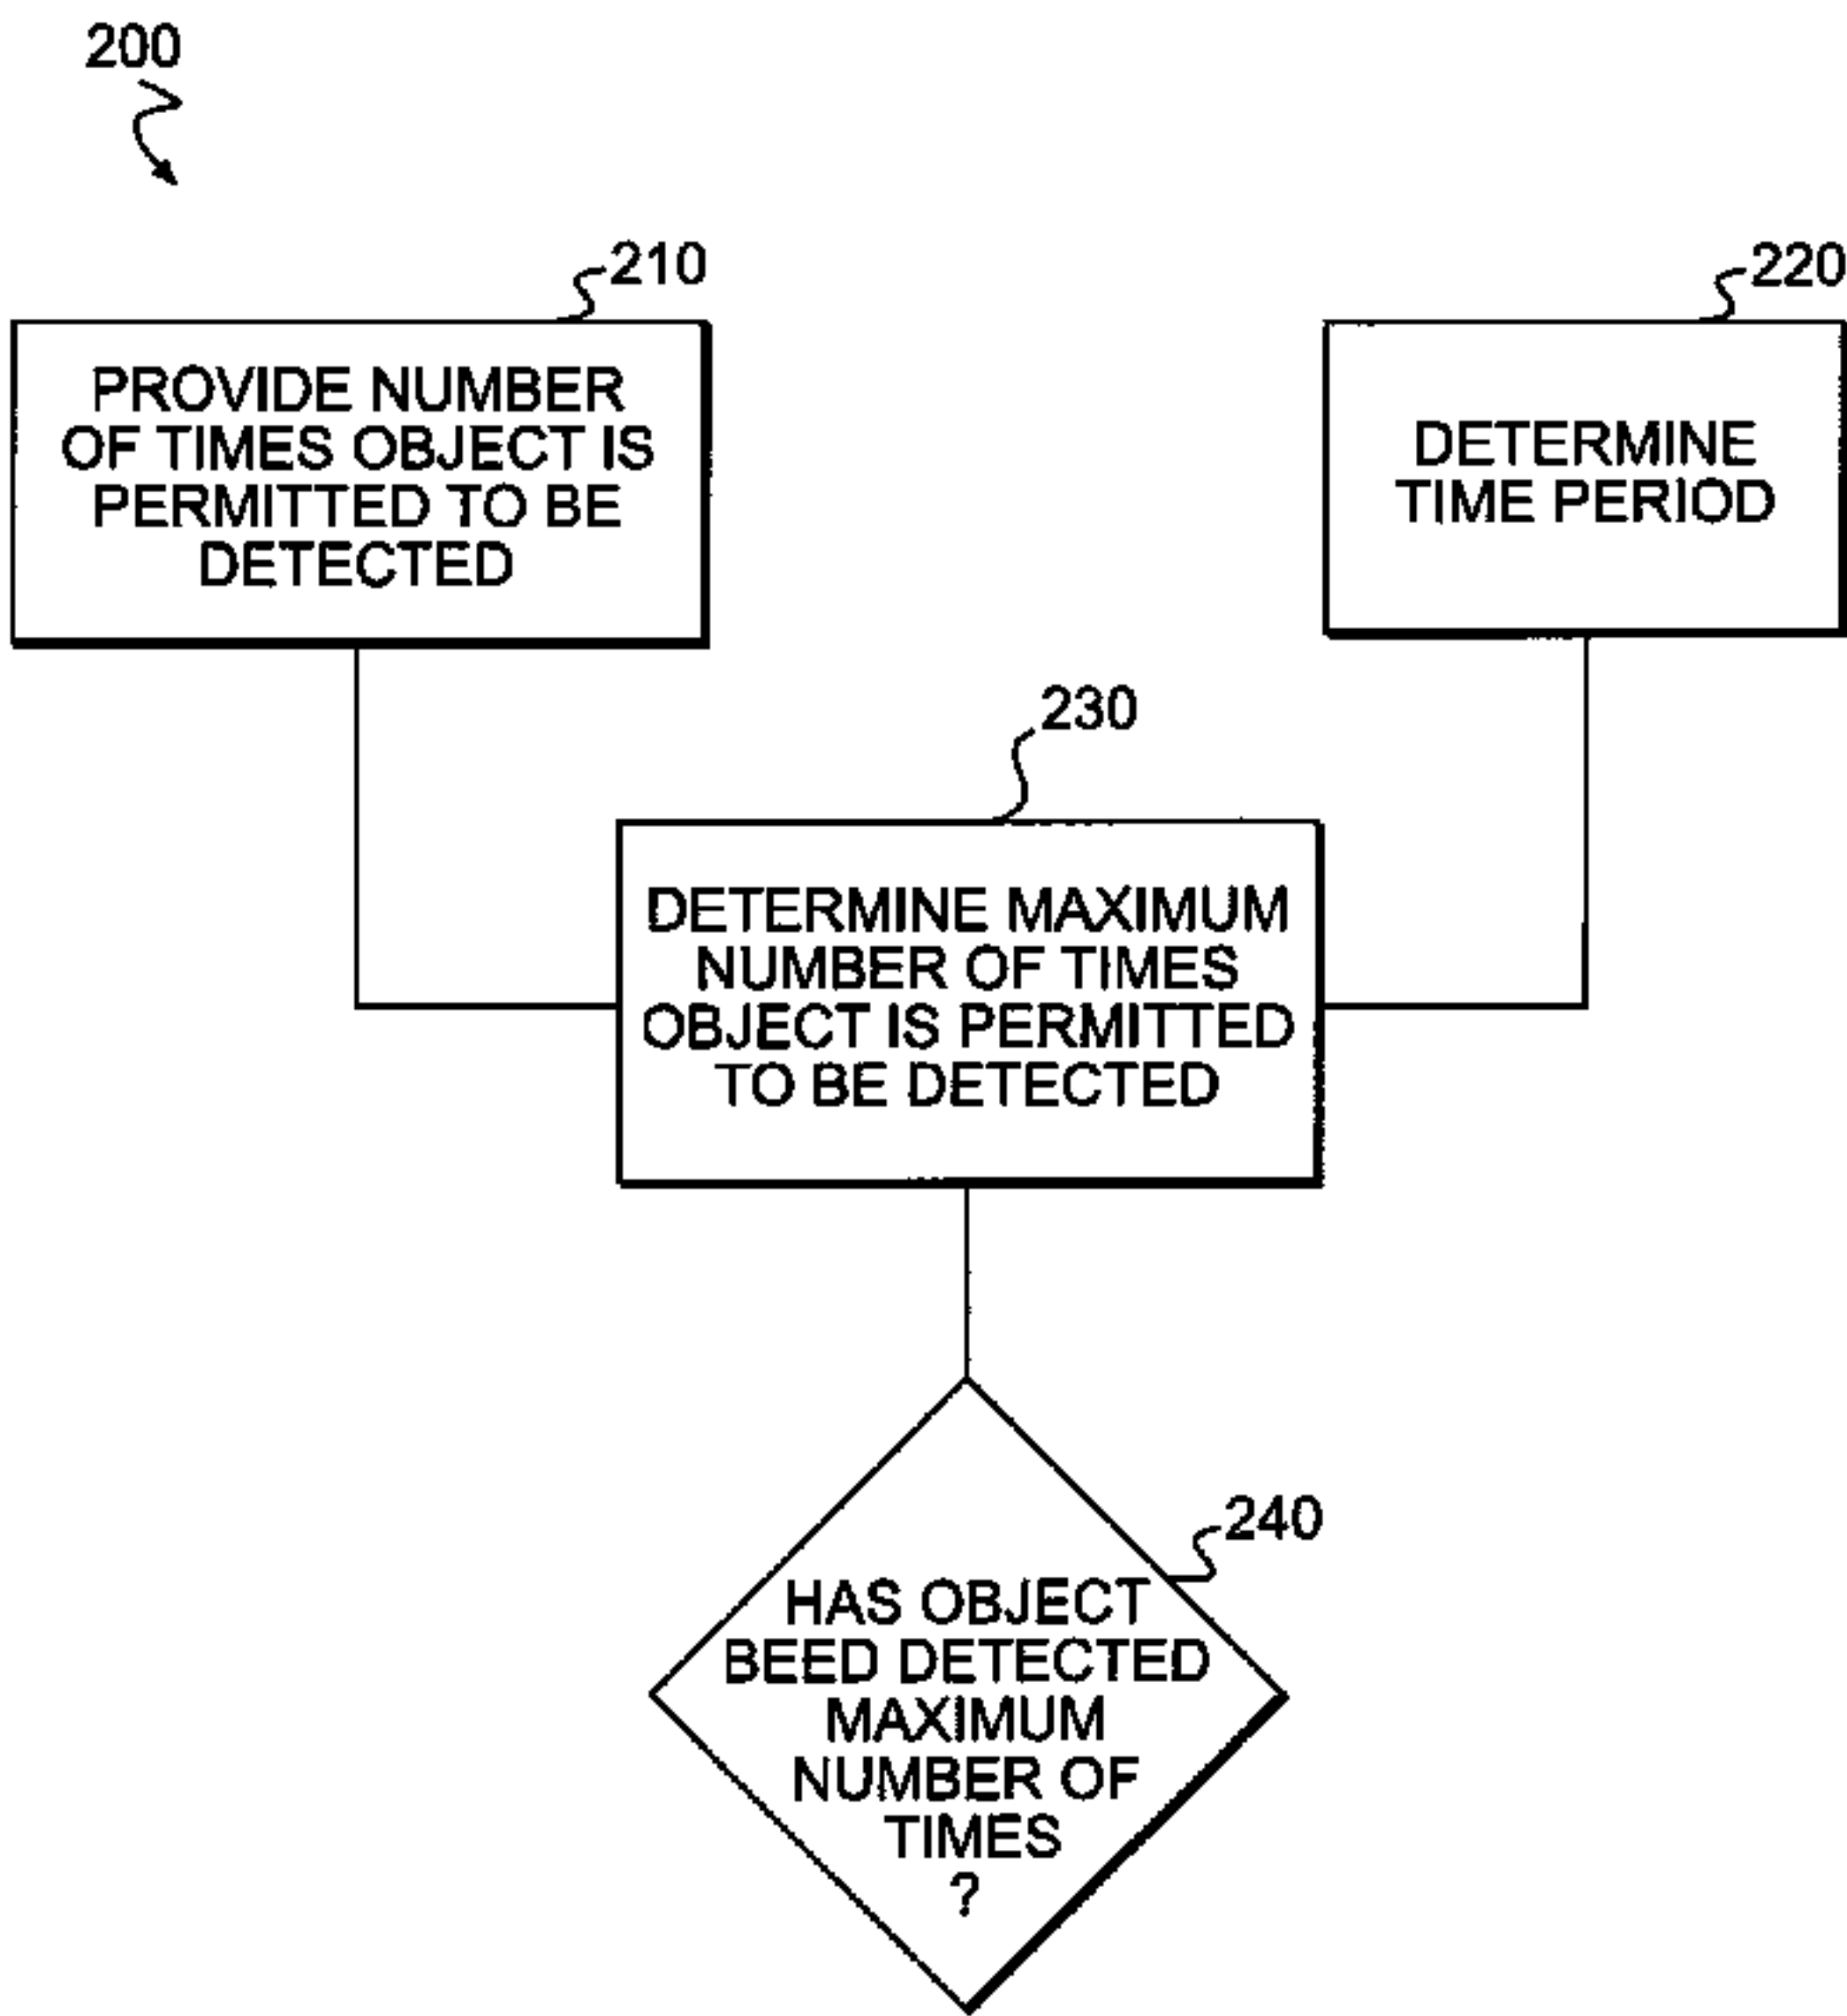 200
210
PROVIDE NUMBER
OF TIMES OBJECT IS
PERMITTED TO BE
DETECTED
220
DETERMINE
TIME PERIOD
230
DETERMINE MAXIMUM
NUMBER OF TIMES
OBJECT IS PERMITTED
TO BE DETECTED
240
HAS OBJECT
BEED DETECTED
MAXIMUM
NUMBER OF
TIMES
?